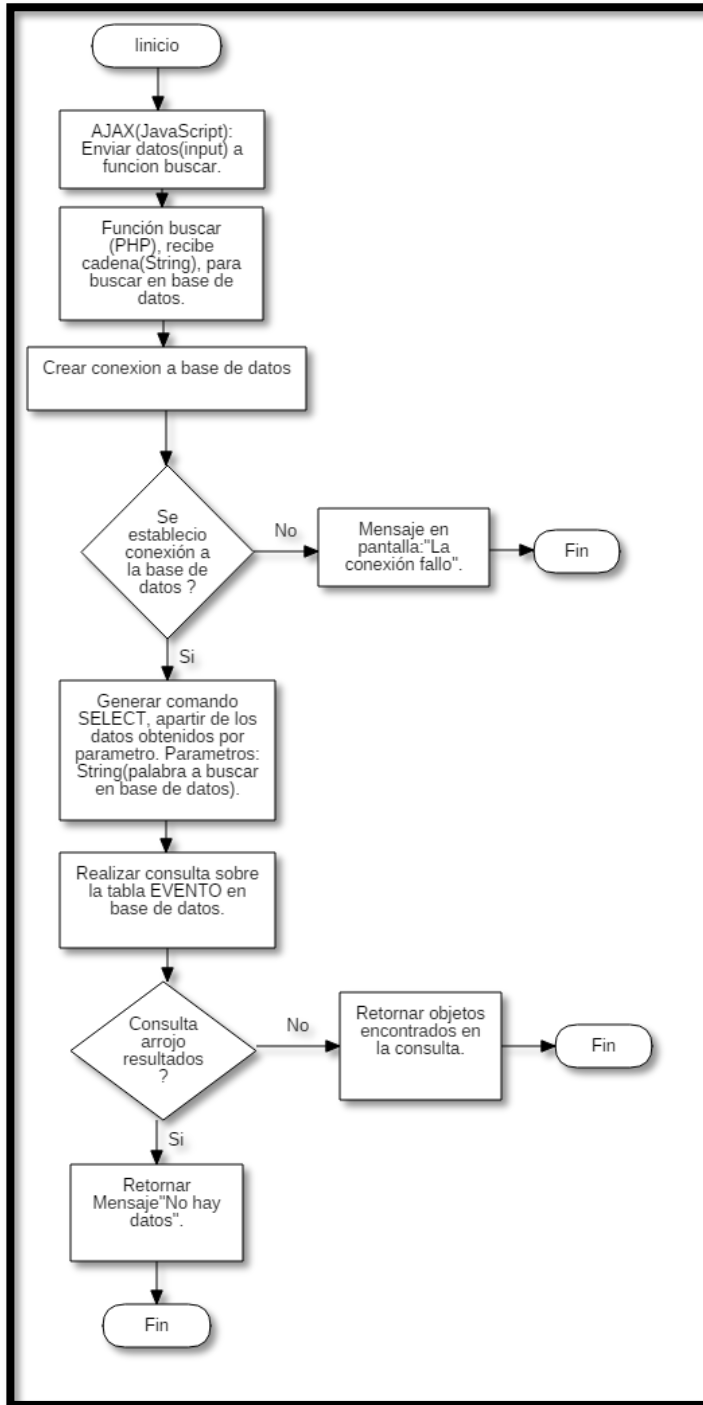 Iinicio
AJAX(JavaScript):
Enviar datos(input) a
funcion buscar.
Función buscar
(PHP), recibe
cadena(String), para
buscar en base de
datos.
Crear conexion a base de datos
Se
establecio
conexión a
la base de
datos ?
No
Mensaje en
pantalla:"La
conexión fallo".
Fin
Si
Generar comando
SELECT, apartir de los
datos obtenidos por
parametro. Parametros:
String(palabra a buscar
en base de datos).
Realizar consulta sobre
la tabla EVENTO en
base de datos.
Consulta
arrojo
resultados
?
No
Retornar objetos
encontrados en
la consulta.
Fin
Si
Retornar
Mensaje"No hay
datos".
Fin